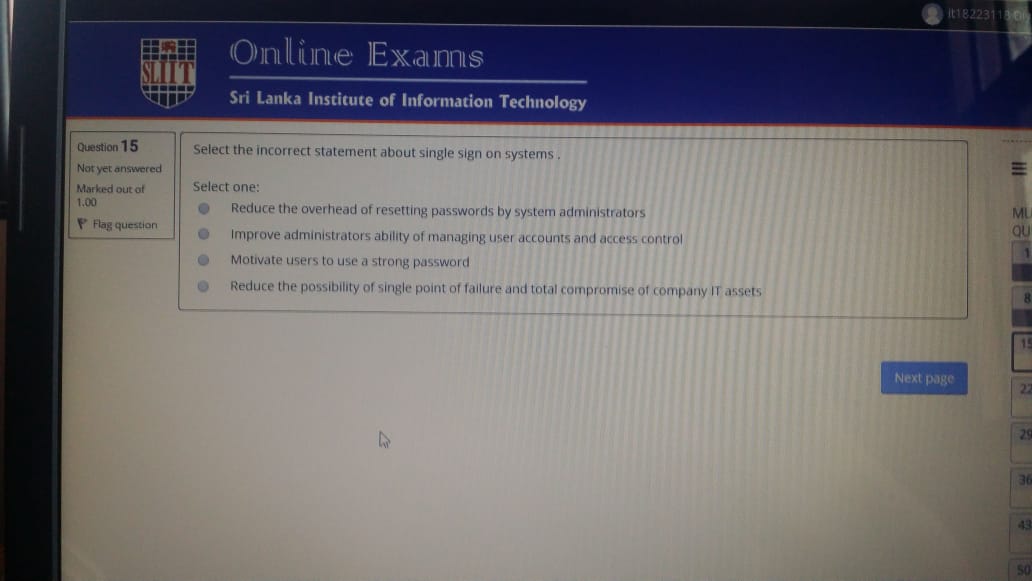 it18223118
SLIIT
Online Exams
Sri Lanka Institute of Information Technology
Question 15
Not yet answered
Marked out of
1.00
Flag question
Select the incorrect statement about single sign on systems .
Select one:
Reduce the overhead of resetting passwords by system administrators
Improve administrators ability of managing user accounts and access control
Motivate users to use a strong password
Reduce the possibility of single point of failure and total compromise of company IT assets
Next page
MU
QU
1
8
15
22
29
36
43
50